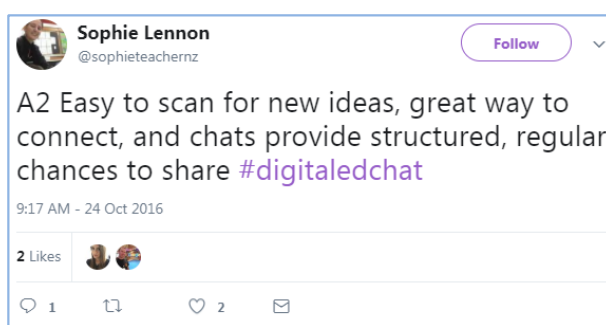 Sophie Lennon
@sophieteachernz
Follow
A2 Easy to scan for new ideas, great way to
connect, and chats provide structured, regular
chances to share #digitaledchat
9:17 AM - 24 Oct 2016
2 Likes
1
2